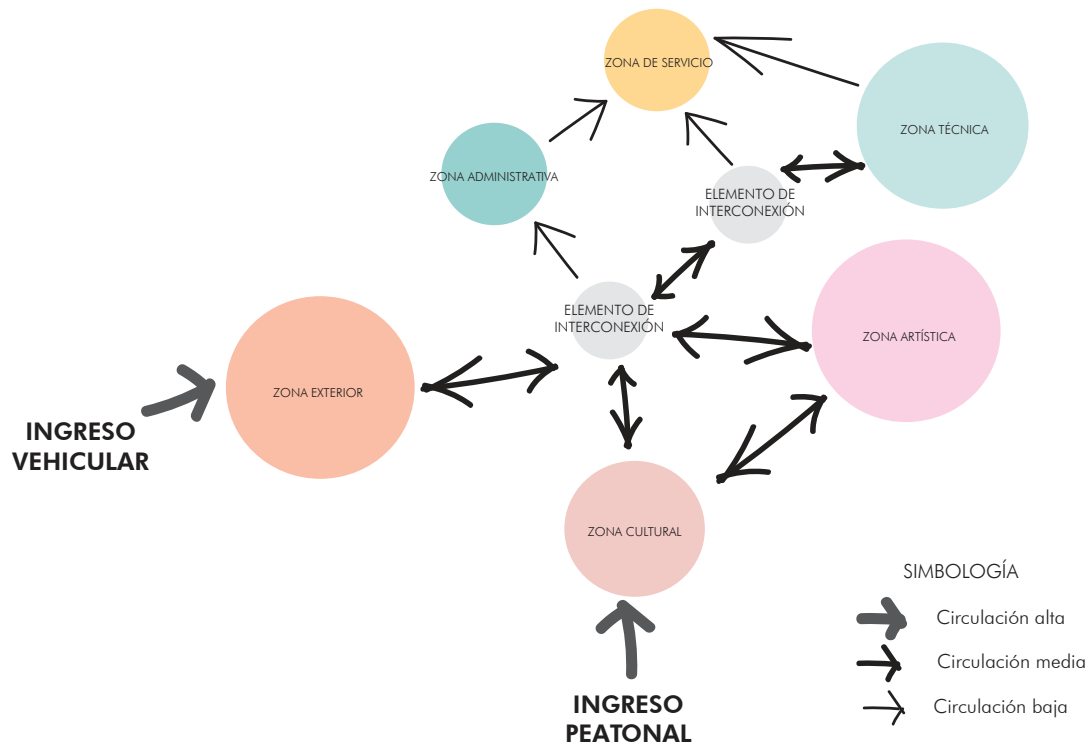 ZONA DE SERVICIO
ZONA TÉCNICA
ZONA ADMINISTRATIVA
ELEMENTO DE
INTERCONEXIÓN
ELEMENTO DE
INTERCONEXIÓN
ZONA ARTÍSTICA
ZONA EXTERIOR
INGRESO
VEHICULAR
ZONA CULTURAL
INGRESO
PEATONAL
SIMBOLOGÍA
Circulación alta
Circulación media
Circulación baja